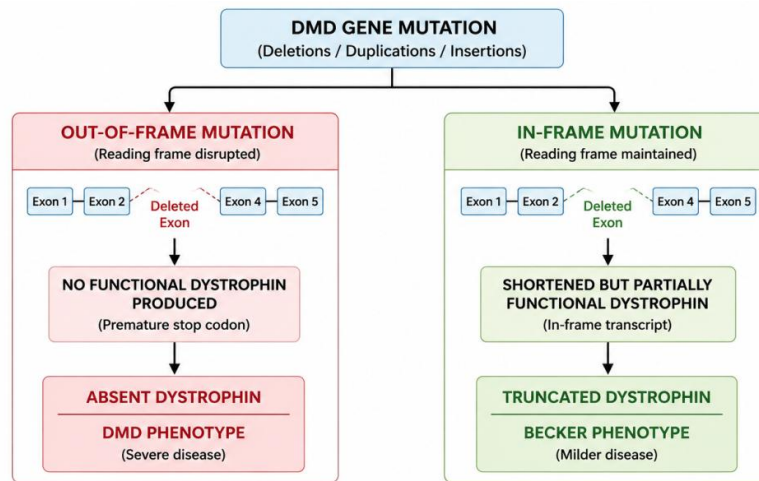 DMD GENE MUTATION
(Deletions / Duplications / Insertions)
OUT-OF-FRAME MUTATION
(Reading frame disrupted)
Exon 1
Exon 2
Deleted
Exon
Exon 4
Exon 5
NO FUNCTIONAL DYSTROPHIN
PRODUCED
(Premature stop codon)
ABSENT DYSTROPHIN
DMD PHENOTYPE
(Severe disease)
IN-FRAME MUTATION
(Reading frame maintained)
Exon 1
Exon 2
Deleted
Exon
Exon 4
Exon 5
SHORTENED BUT PARTIALLY
FUNCTIONAL DYSTROPHIN
(In-frame transcript)
TRUNCATED DYSTROPHIN
BECKER PHENOTYPE
(Milder disease)